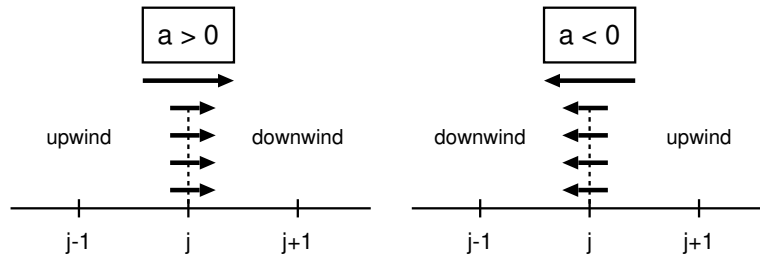 a > 0
upwind
downwind
j-1
j
j+1
a < 0
downwind
upwind
j-1
j
j+1